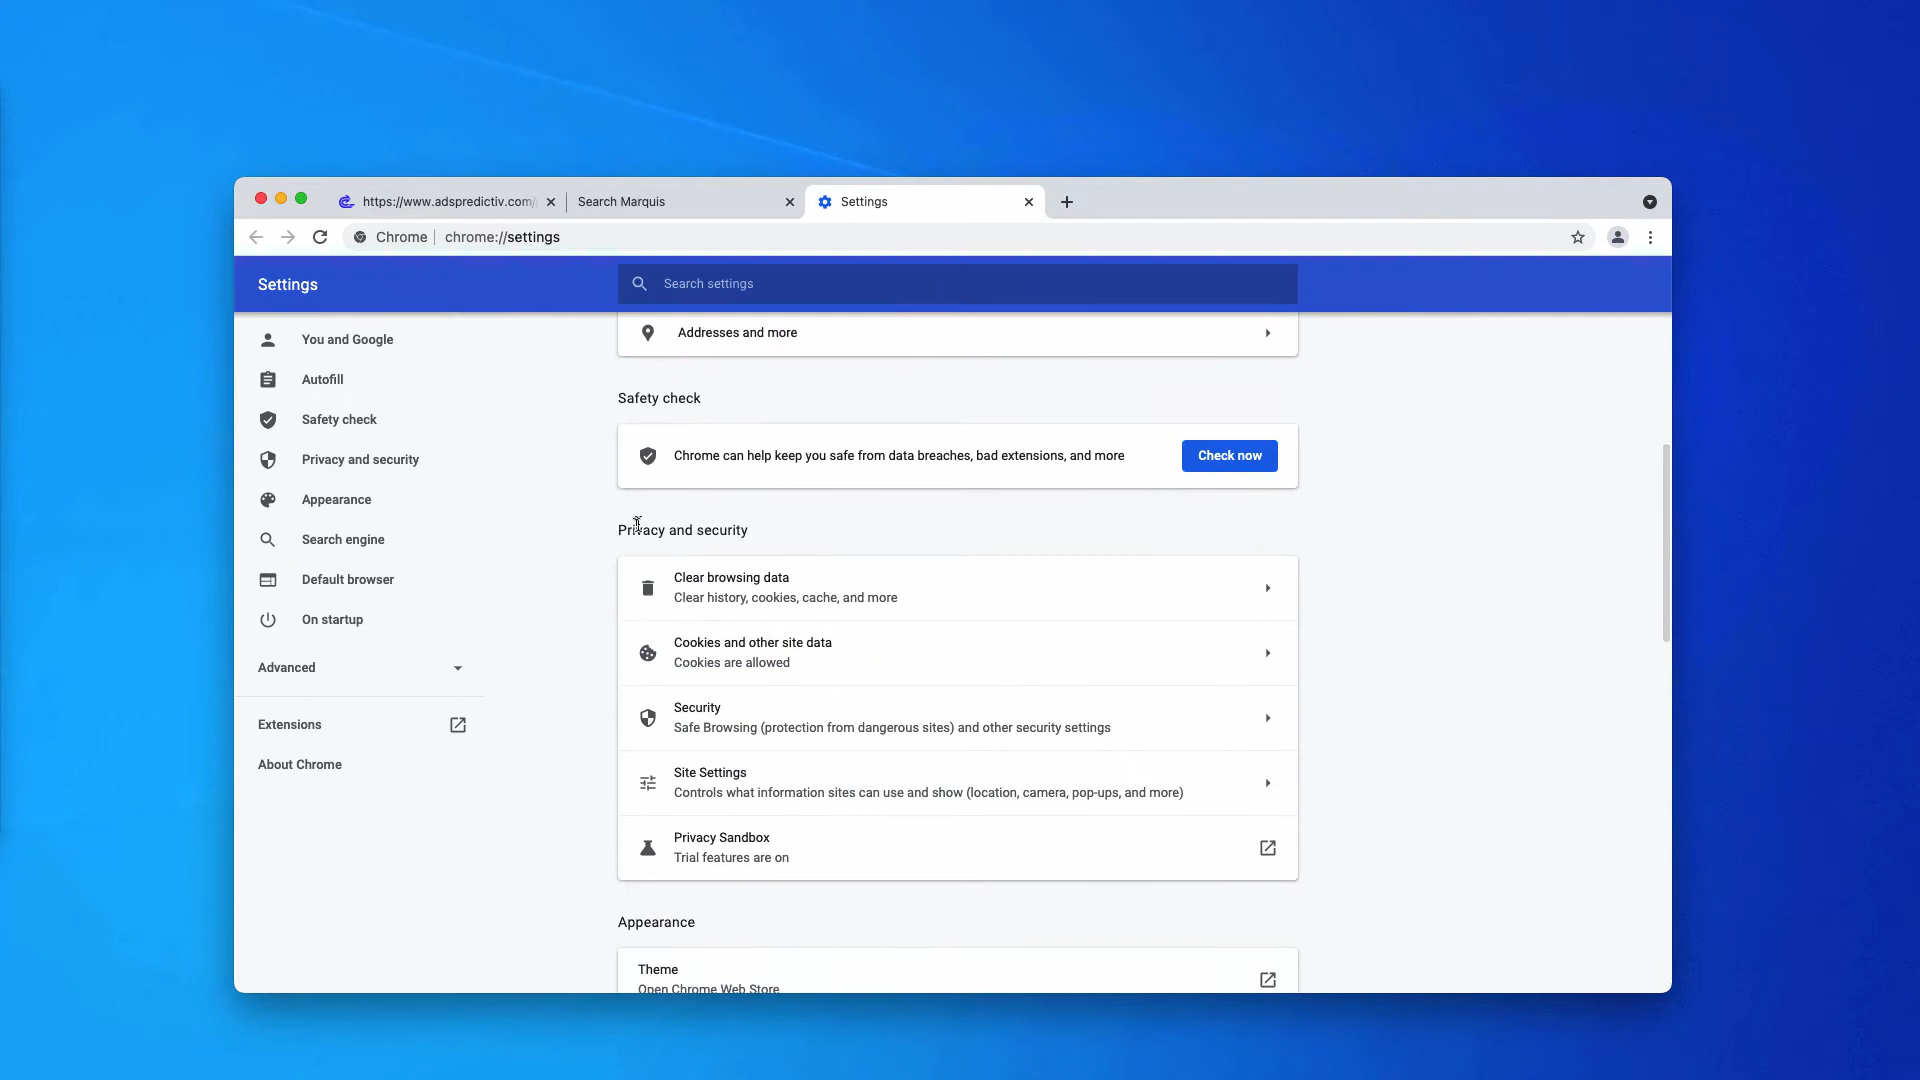 https://www.adspredictiv.com/
Search Marquis
Settings
Chrome
chrome://settings
Settings
Search settings
You and Google
Autofill
Safety check
Privacy and security
Appearance
Search engine
Default browser
On startup
Advanced
Extensions
About Chrome
Addresses and more
Safety check
Chrome can help keep you safe from data breaches, bad extensions, and more
Check now
Privacy and security
Clear browsing data
Clear history, cookies, cache, and more
Cookies and other site data
Cookies are allowed
Security
Safe Browsing (protection from dangerous sites) and other security settings
Site Settings
Controls what information sites can use and show (location, camera, pop-ups, and more)
Privacy Sandbox
Trial features are on
Appearance
Theme
Open Chrome Web Store